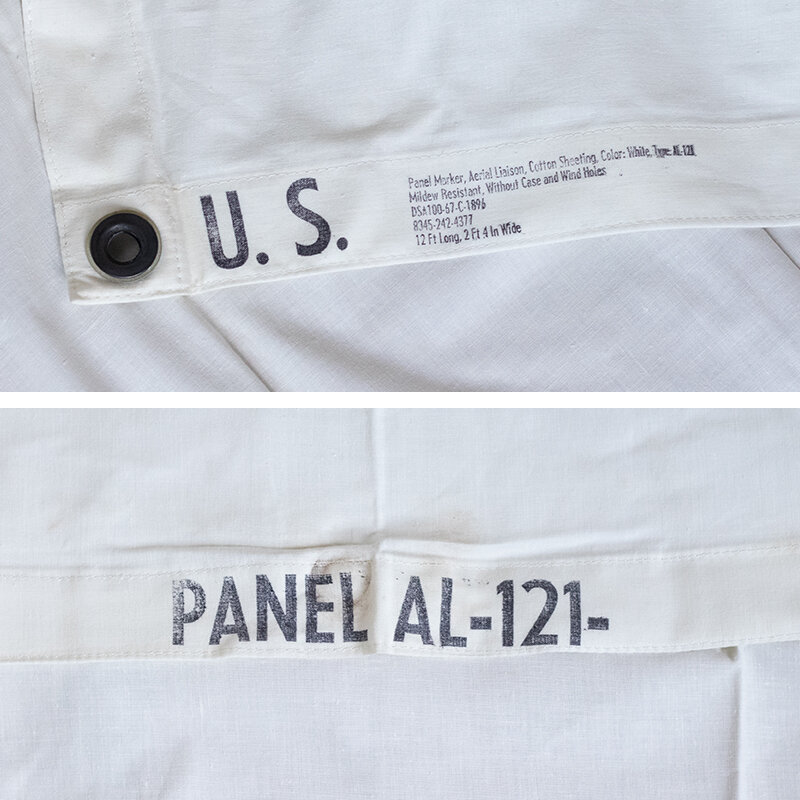 U. S.
Panel Marker, Aerial Liaison, Cotton Sheeting, Color: White, Type: AL-121
Mildew Resistant, Without Case and Wind Holes
DSA100-67-C-1896
8345-242-4377
12 Ft Long, 2 Ft 4 In Wide
PANEL AL-121-